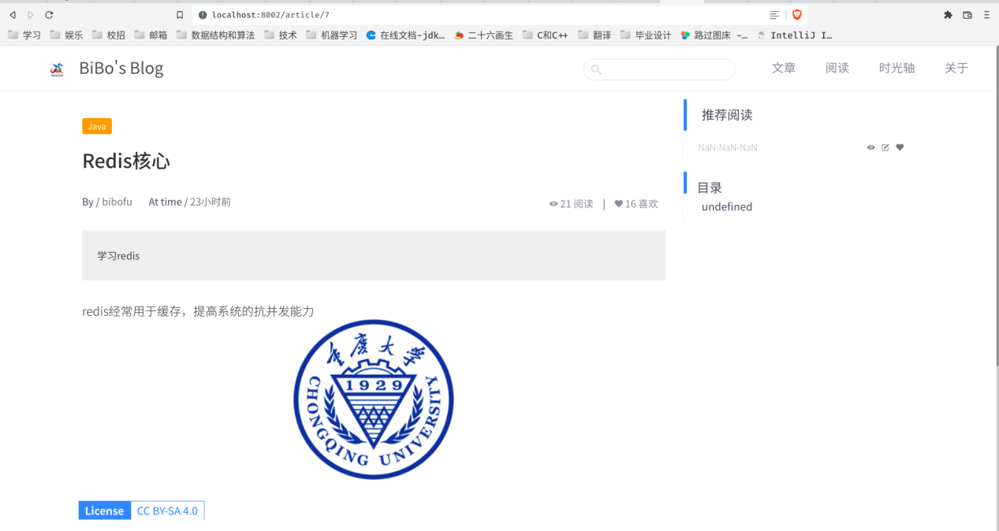 localhost:8002/article/7
学习 娱乐 校招 邮箱 数据结构和算法 技术 机器学习 在线文档-jdk… 二十六画生 C和C++ 翻译 毕业设计 路过图床 -… IntelliJ I…
BiBo's Blog
文章 阅读 时光轴 关于
Java
Redis核心
By / bibofu At time / 23小时前
21 阅读 | 16 喜欢
学习redis
redis经常用于缓存，提高系统的抗并发能力
重庆大学
1929
CHONGQING UNIVERSITY
License CC BY-SA 4.0
推荐阅读
NaN-NaN-NaN
目录
undefined